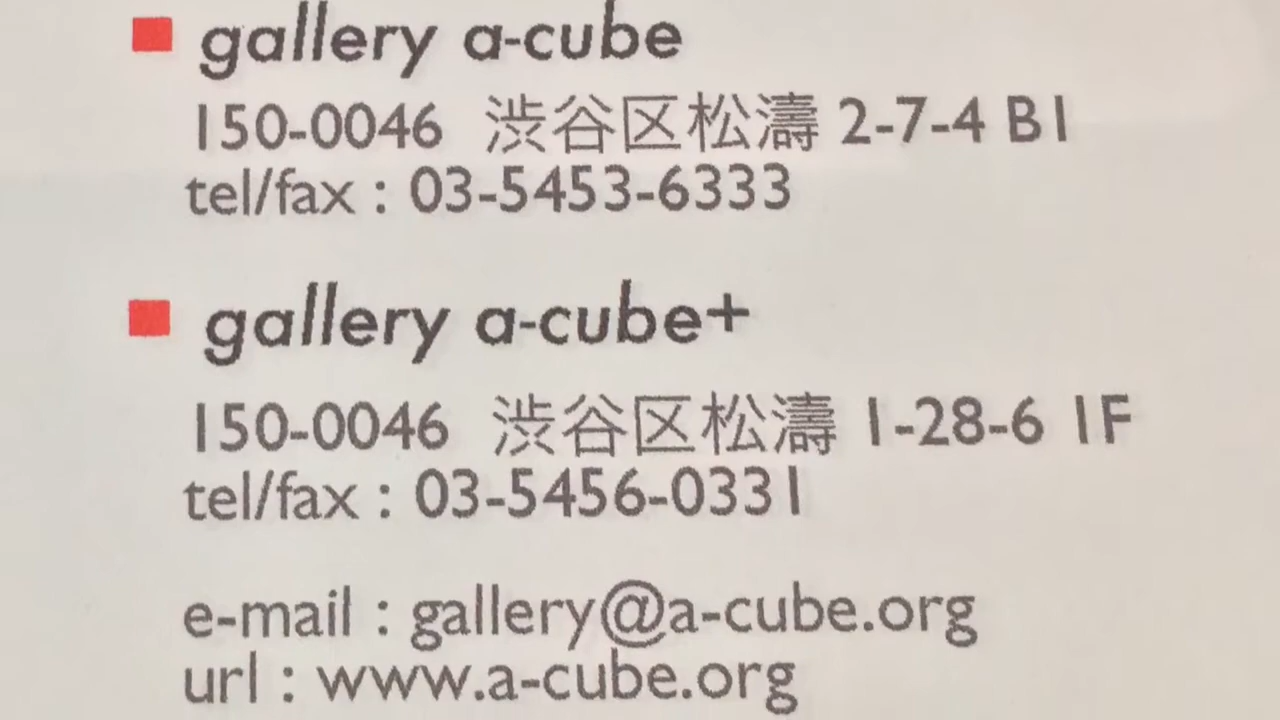 gallery a-cube
150-0046 渋谷区松濤 2-7-4 B1
tel/fax : 03-5453-6333
gallery a-cube+
150-0046 渋谷区松濤 1-28-6 1F
tel/fax : 03-5456-0331
e-mail : gallery@a-cube.org
url : www.a-cube.org